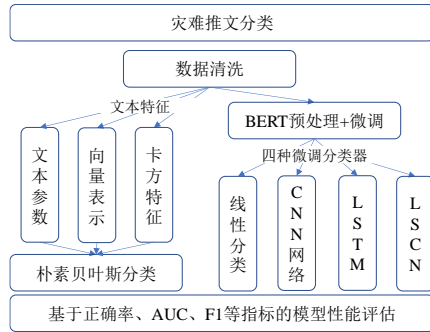 灾难推文分类
数据清洗
文本特征
BERT预处理+微调
四种微调分类器
文本参数
向量表示
卡方特征
线性分类
CNN网络
LSTM
LSCN
朴素贝叶斯分类
基于正确率、AUC、F1等指标的模型性能评估